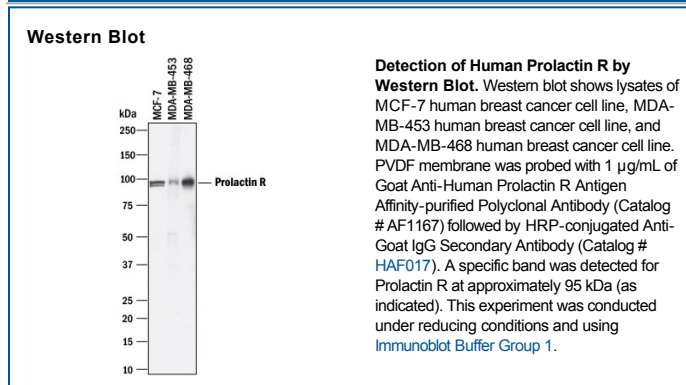 Western Blot
MCF-7
MDA-MB-453
MDA-MB-468
kDa
250
150
100
Prolactin R
75
50
37
25
20
15
10
Detection of Human Prolactin R by
Western Blot. Western blot shows lysates of
MCF-7 human breast cancer cell line, MDA-
MB-453 human breast cancer cell line, and
MDA-MB-468 human breast cancer cell line.
PVDF membrane was probed with 1 µg/mL of
Goat Anti-Human Prolactin R Antigen
Affinity-purified Polyclonal Antibody (Catalog
# AF1167) followed by HRP-conjugated Anti-
Goat IgG Secondary Antibody (Catalog #
HAF017). A specific band was detected for
Prolactin R at approximately 95 kDa (as
indicated). This experiment was conducted
under reducing conditions and using
Immunoblot Buffer Group 1.